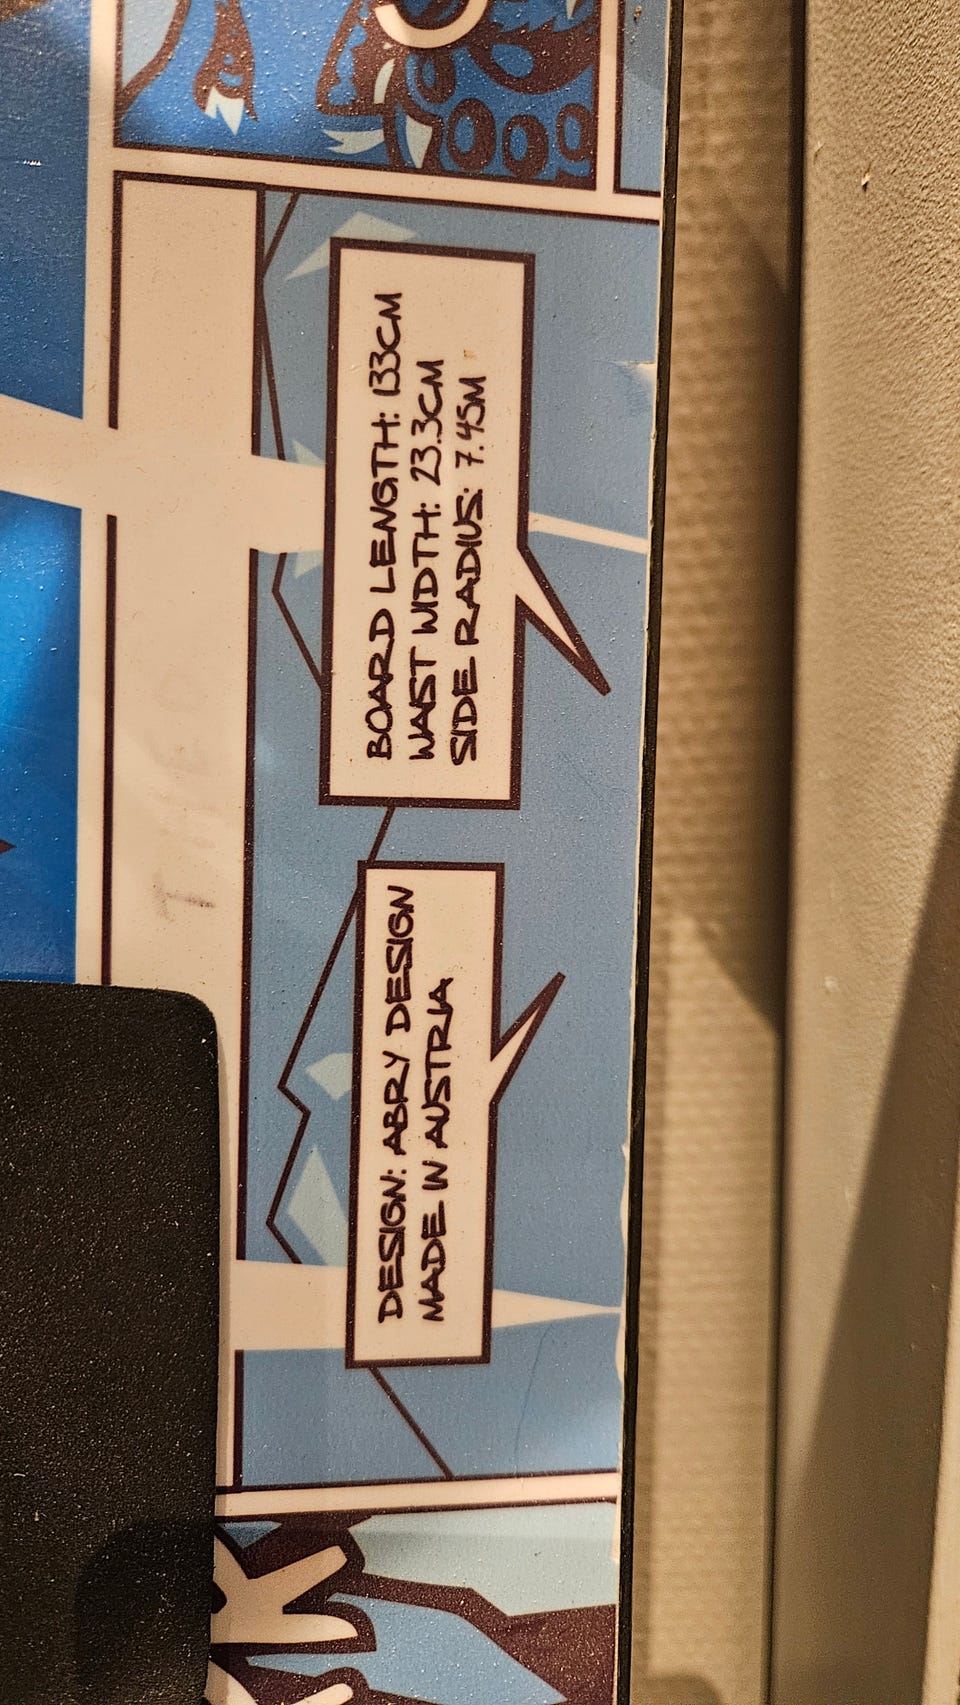 BOARD LENGTH: 133CM
WAIST WIDTH: 23.3CM
SIDE RADIUS: 7.45M
DESIGN: ABRY DESIGN
MADE IN AUSTRIA